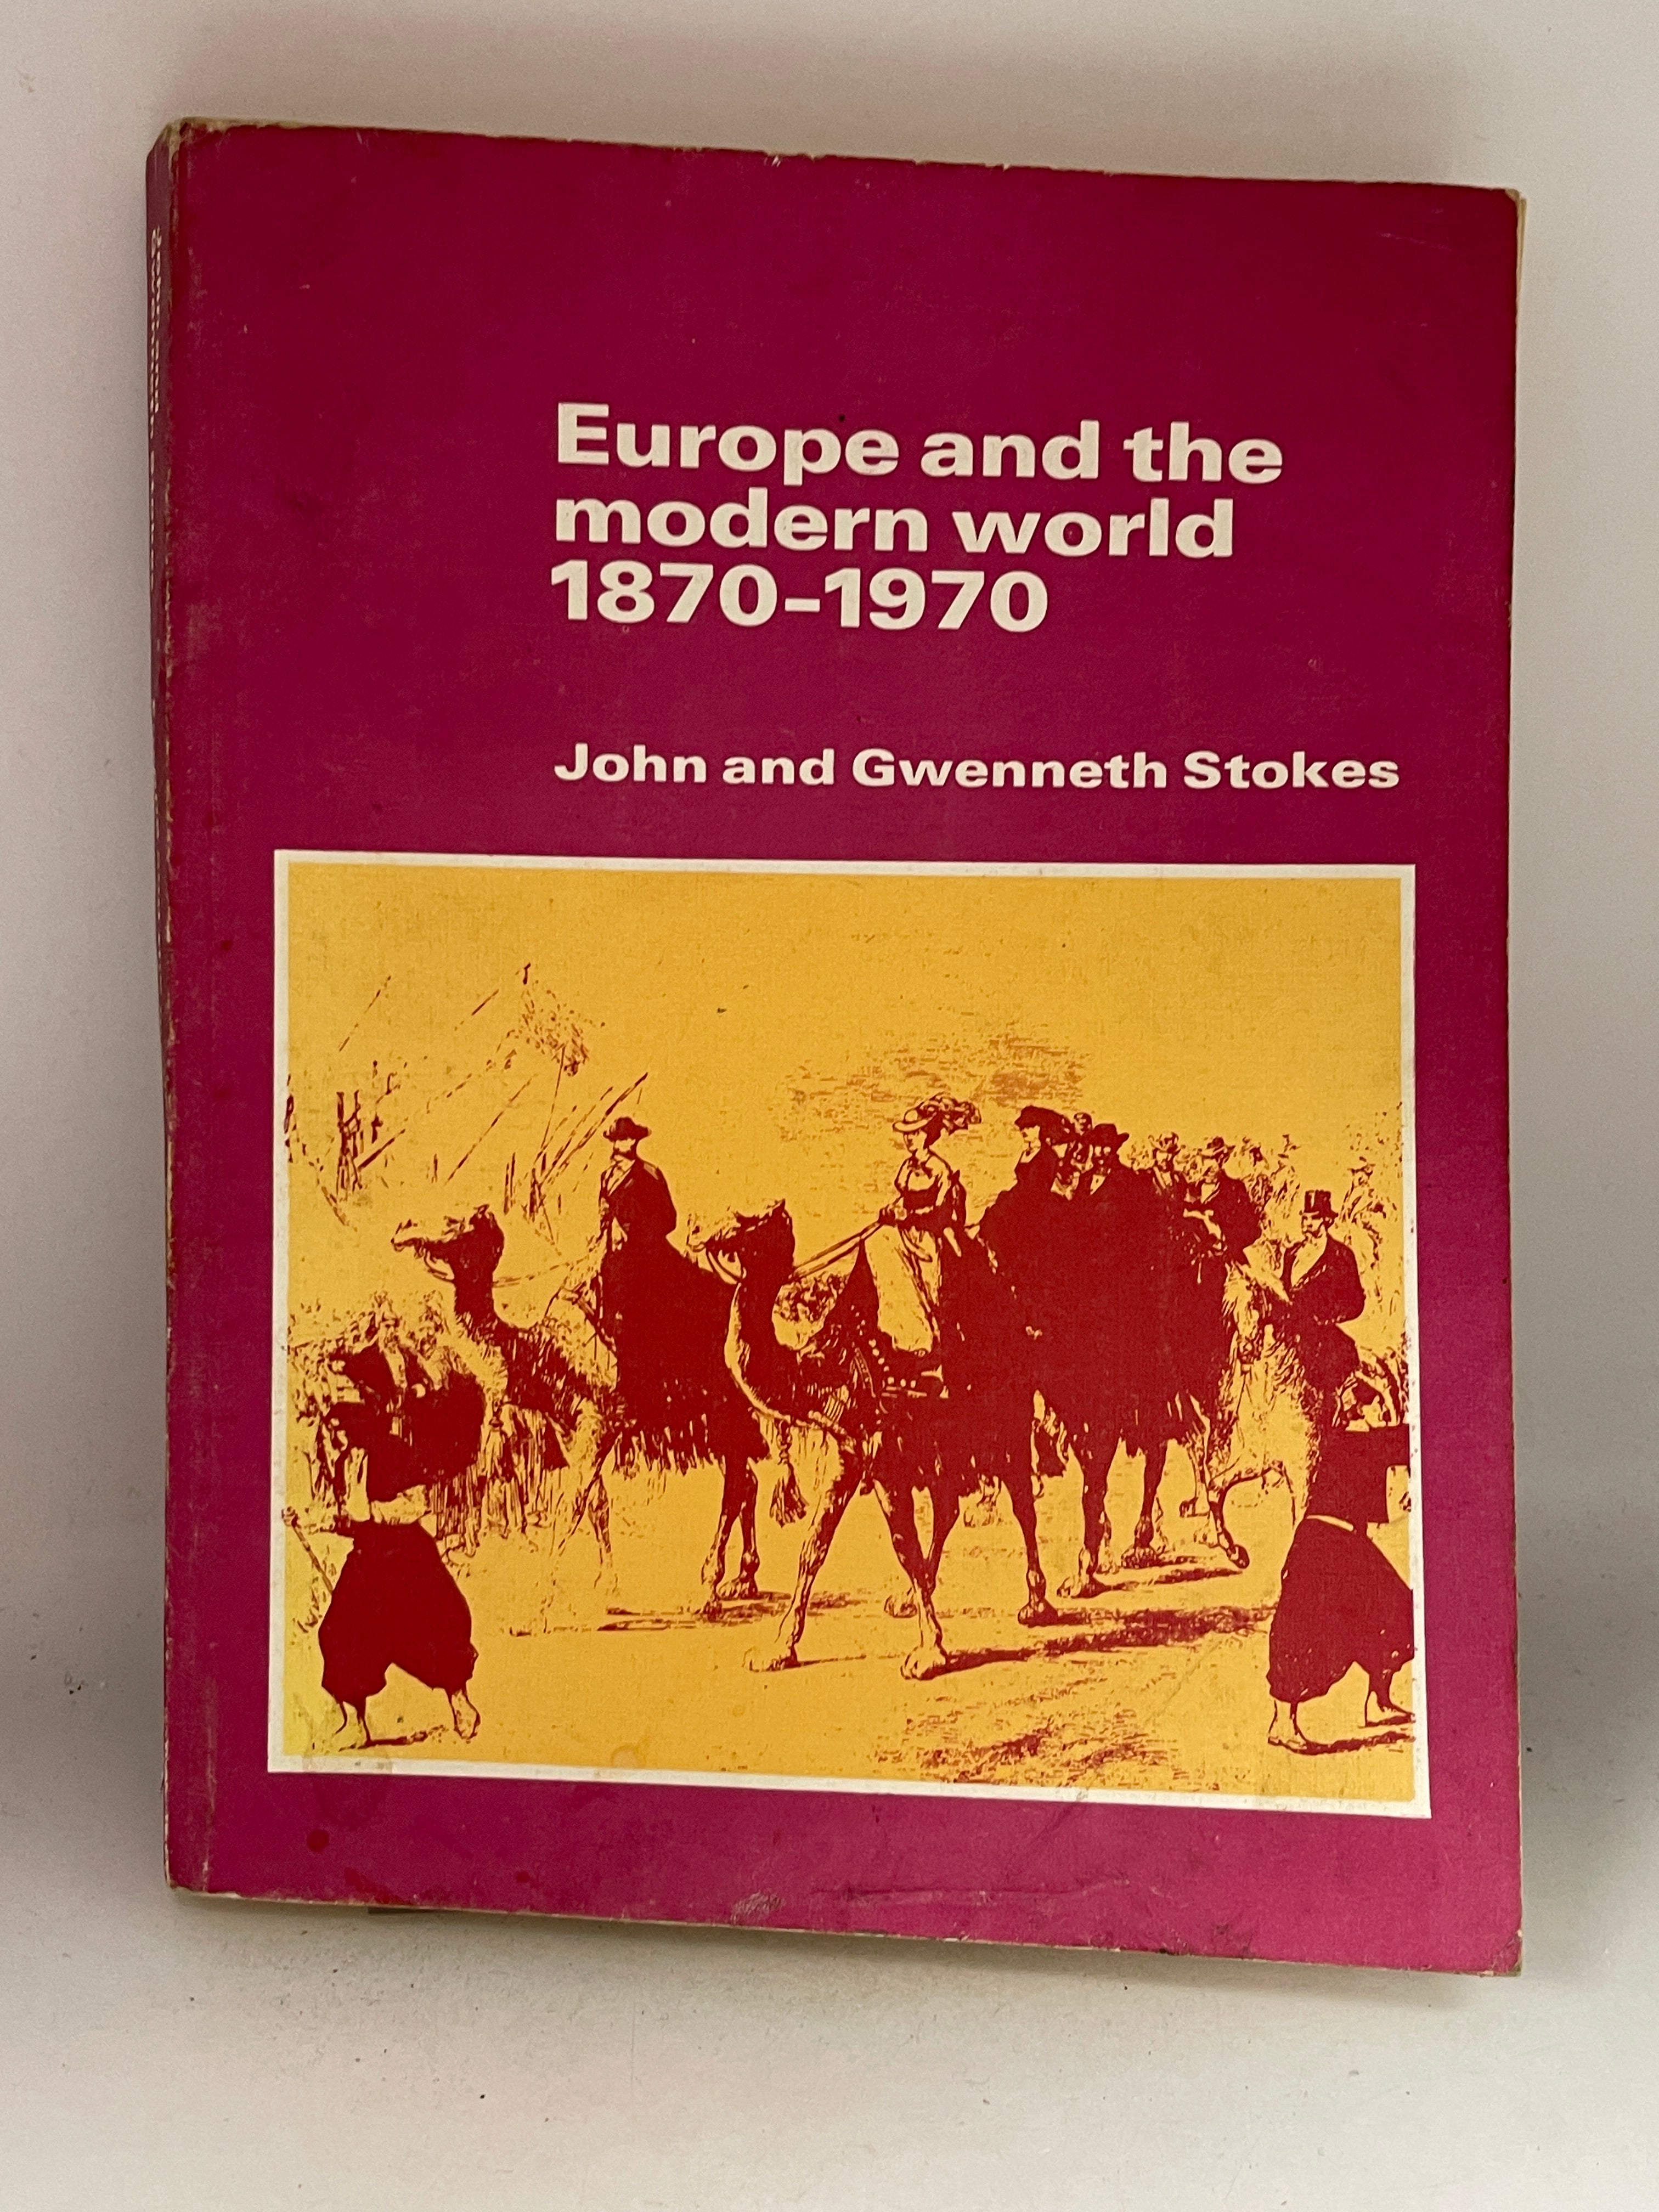 Europe and the
modern world
1870-1970
John and Gwenneth Stokes